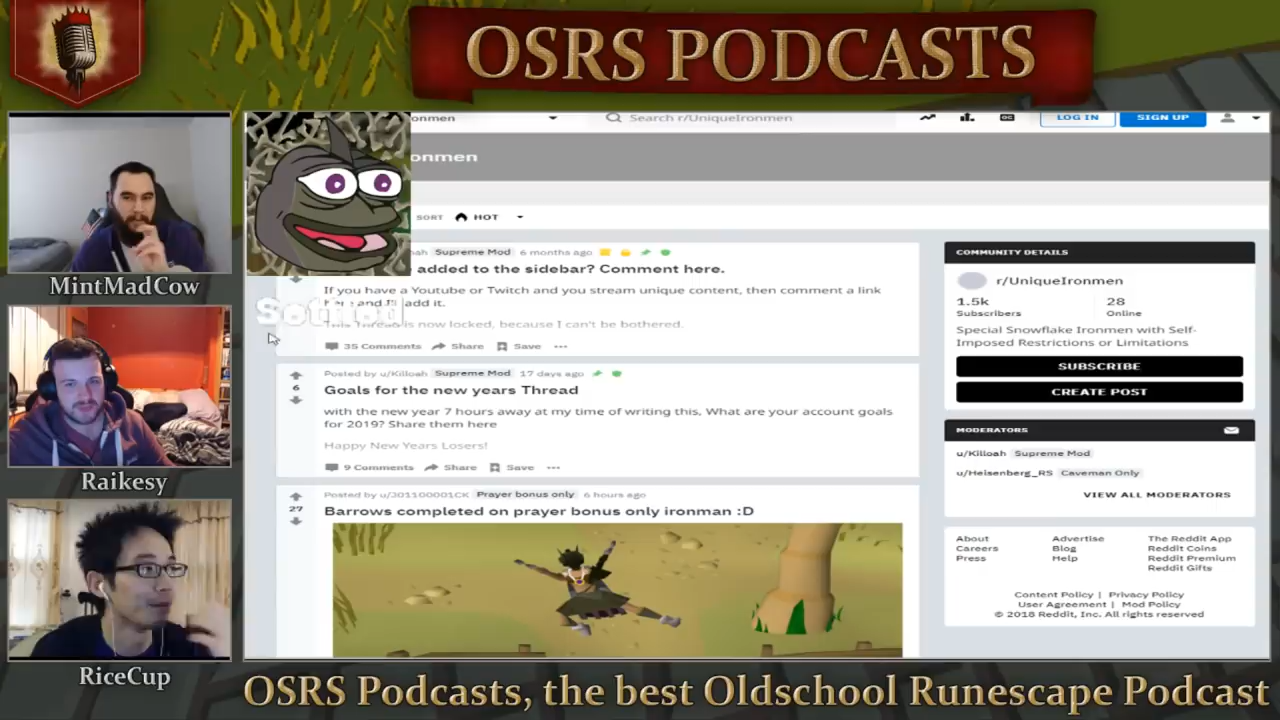 OSRS PODCASTS
MintMadCow
Raikesy
RiceCup
onmen
Search r/UniqueIronmen
LOG IN
SIGN UP
onmen
SORT HOT
ah Supreme Mod 6 months ago
added to the sidebar? Comment here.
If you have a Youtube or Twitch and you stream unique content, then comment a link
here and I'll add it.
This Thread is now locked, because I can't be bothered.
35 Comments Share Save
Posted by u/Killoah Supreme Mod 17 days ago
6
Goals for the new years Thread
with the new year 7 hours away at my time of writing this, What are your account goals
for 2019? Share them here
Happy New Years Losers!
9 Comments Share Save
Posted by u/J01100001CK Prayer bonus only 6 hours ago
27
Barrows completed on prayer bonus only ironman :D
COMMUNITY DETAILS
r/UniqueIronmen
1.5k 28
Subscribers Online
Special Snowflake Ironmen with Self-
Imposed Restrictions or Limitations
SUBSCRIBE
CREATE POST
MODERATORS
u/Killoah Supreme Mod
u/Heisenberg_RS Caveman Only
VIEW ALL MODERATORS
About Advertise The Reddit App
Careers Blog Reddit Coins
Press Help Reddit Premium
Reddit Gifts
Content Policy | Privacy Policy
User Agreement | Mod Policy
© 2018 Reddit, Inc. All rights reserved
OSRS Podcasts, the best Oldschool Runescape Podcast